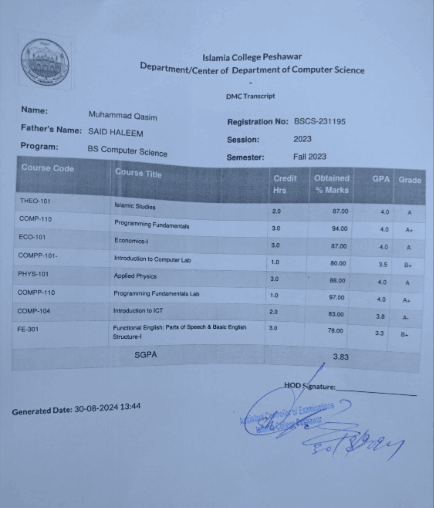 Islamia College Peshawar
Department/Center of Department of Computer Science
-
DMC Transcript
Name: Muhammad Qasim Registration No: BSCS-231195
Father's Name: SAID HALEEM Session: 2023
Program: BS Computer Science Semester: Fall 2023
Course Code Course Title Credit Hrs Obtained % Marks GPA Grade
THEO-101 Islamic Studies 2.0 87.00 4.0 A
COMP-110 Programming Fundamentals 3.0 94.00 4.0 A+
ECO-101 Economics-I 3.0 87.00 4.0 A
COMPP-101- Introduction to Computer Lab 1.0 80.00 3.5 B+
PHYS-101 Applied Physics 3.0 88.00 4.0 A
COMPP-110 Programming Fundamentals Lab 1.0 97.00 4.0 A+
COMP-104 Introduction to ICT 2.0 83.00 3.8 A-
FE-301 Functional English: Parts of Speech & Basic English 3.0 78.00 B+
Structure-I
SGPA 3.83
HOD Signature:
Generated Date: 30-08-2024 13:44
Assistant Controller of Examinations
Islamia College Peshawar